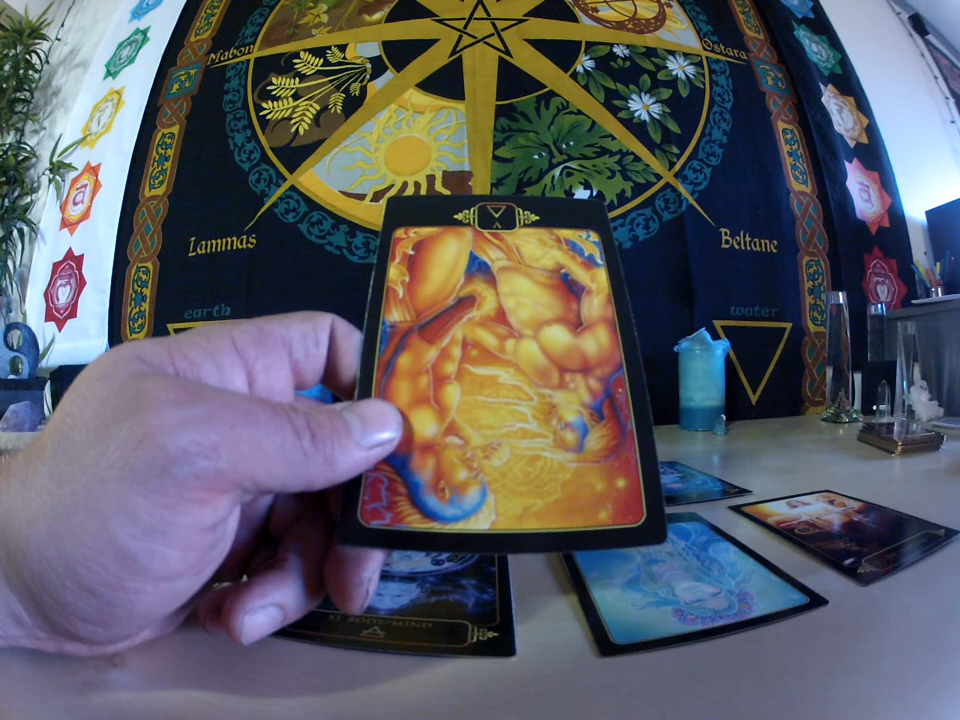 Mabon
Ostara
Lammas
Beltane
earth
water
V
XI BODY/MIND